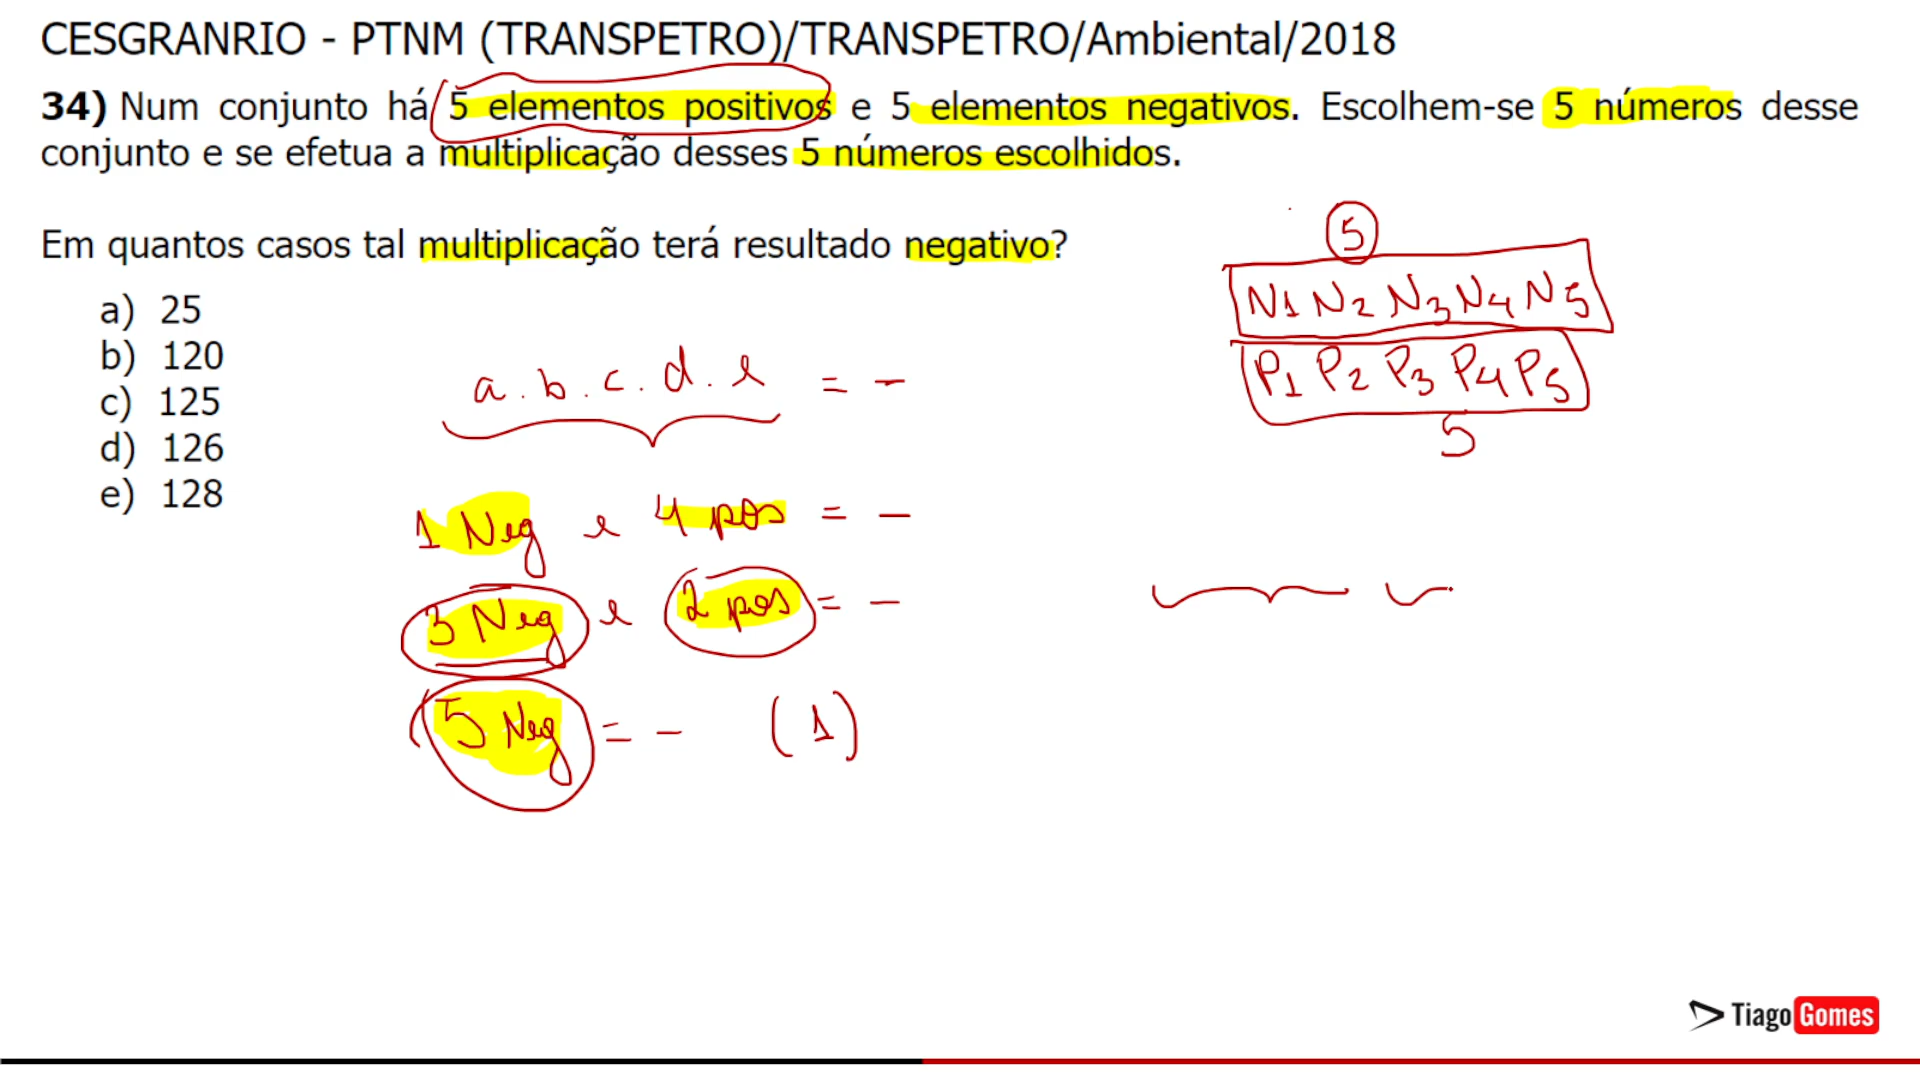 CESGRANRIO - PTNM (TRANSPETRO)/TRANSPETRO/Ambiental/2018
34) Num conjunto há 5 elementos positivos e 5 elementos negativos. Escolhem-se 5 números desse
conjunto e se efetua a multiplicação desses 5 números escolhidos.
Em quantos casos tal multiplicação terá resultado negativo?
a) 25
b) 120
c) 125
d) 126
e) 128
5
N1 N2 N3 N4 N5
P1 P2 P3 P4 P5
5
a . b . c . d . e = -
1 Neg e 4 pos = -
3 Neg e 2 pos = -
5 Neg = - (1)
Tiago Gomes